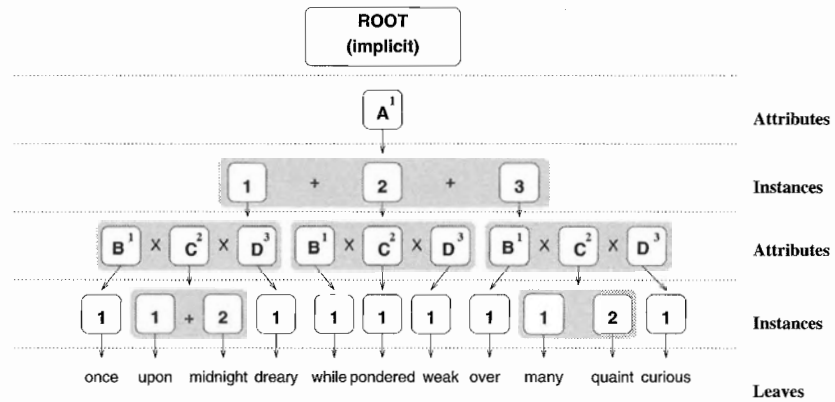 ROOT
(implicit)
A¹ Attributes
1 + 2 + 3 Instances
B¹ X C² X D³ B¹ X C² X D³ B¹ X C² X D³ Attributes
1 1 + 2 1 1 1 1 1 1 2 1 Instances
once upon midnight dreary while pondered weak over many quaint curious
Leaves